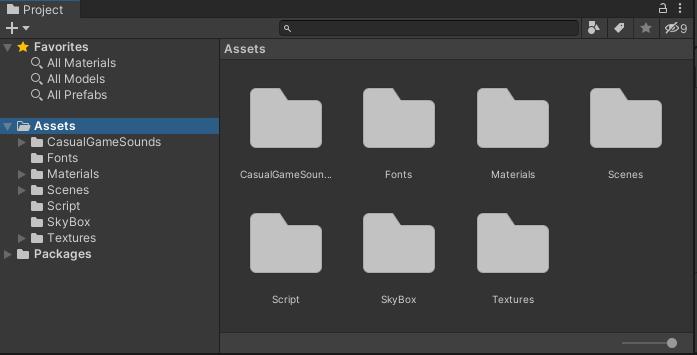 Project
9
Favorites
All Materials
All Models
All Prefabs
Assets
CasualGameSounds
Fonts
Materials
Scenes
Script
SkyBox
Textures
Packages
Assets
CasualGameSoun...
Fonts
Materials
Scenes
Script
SkyBox
Textures